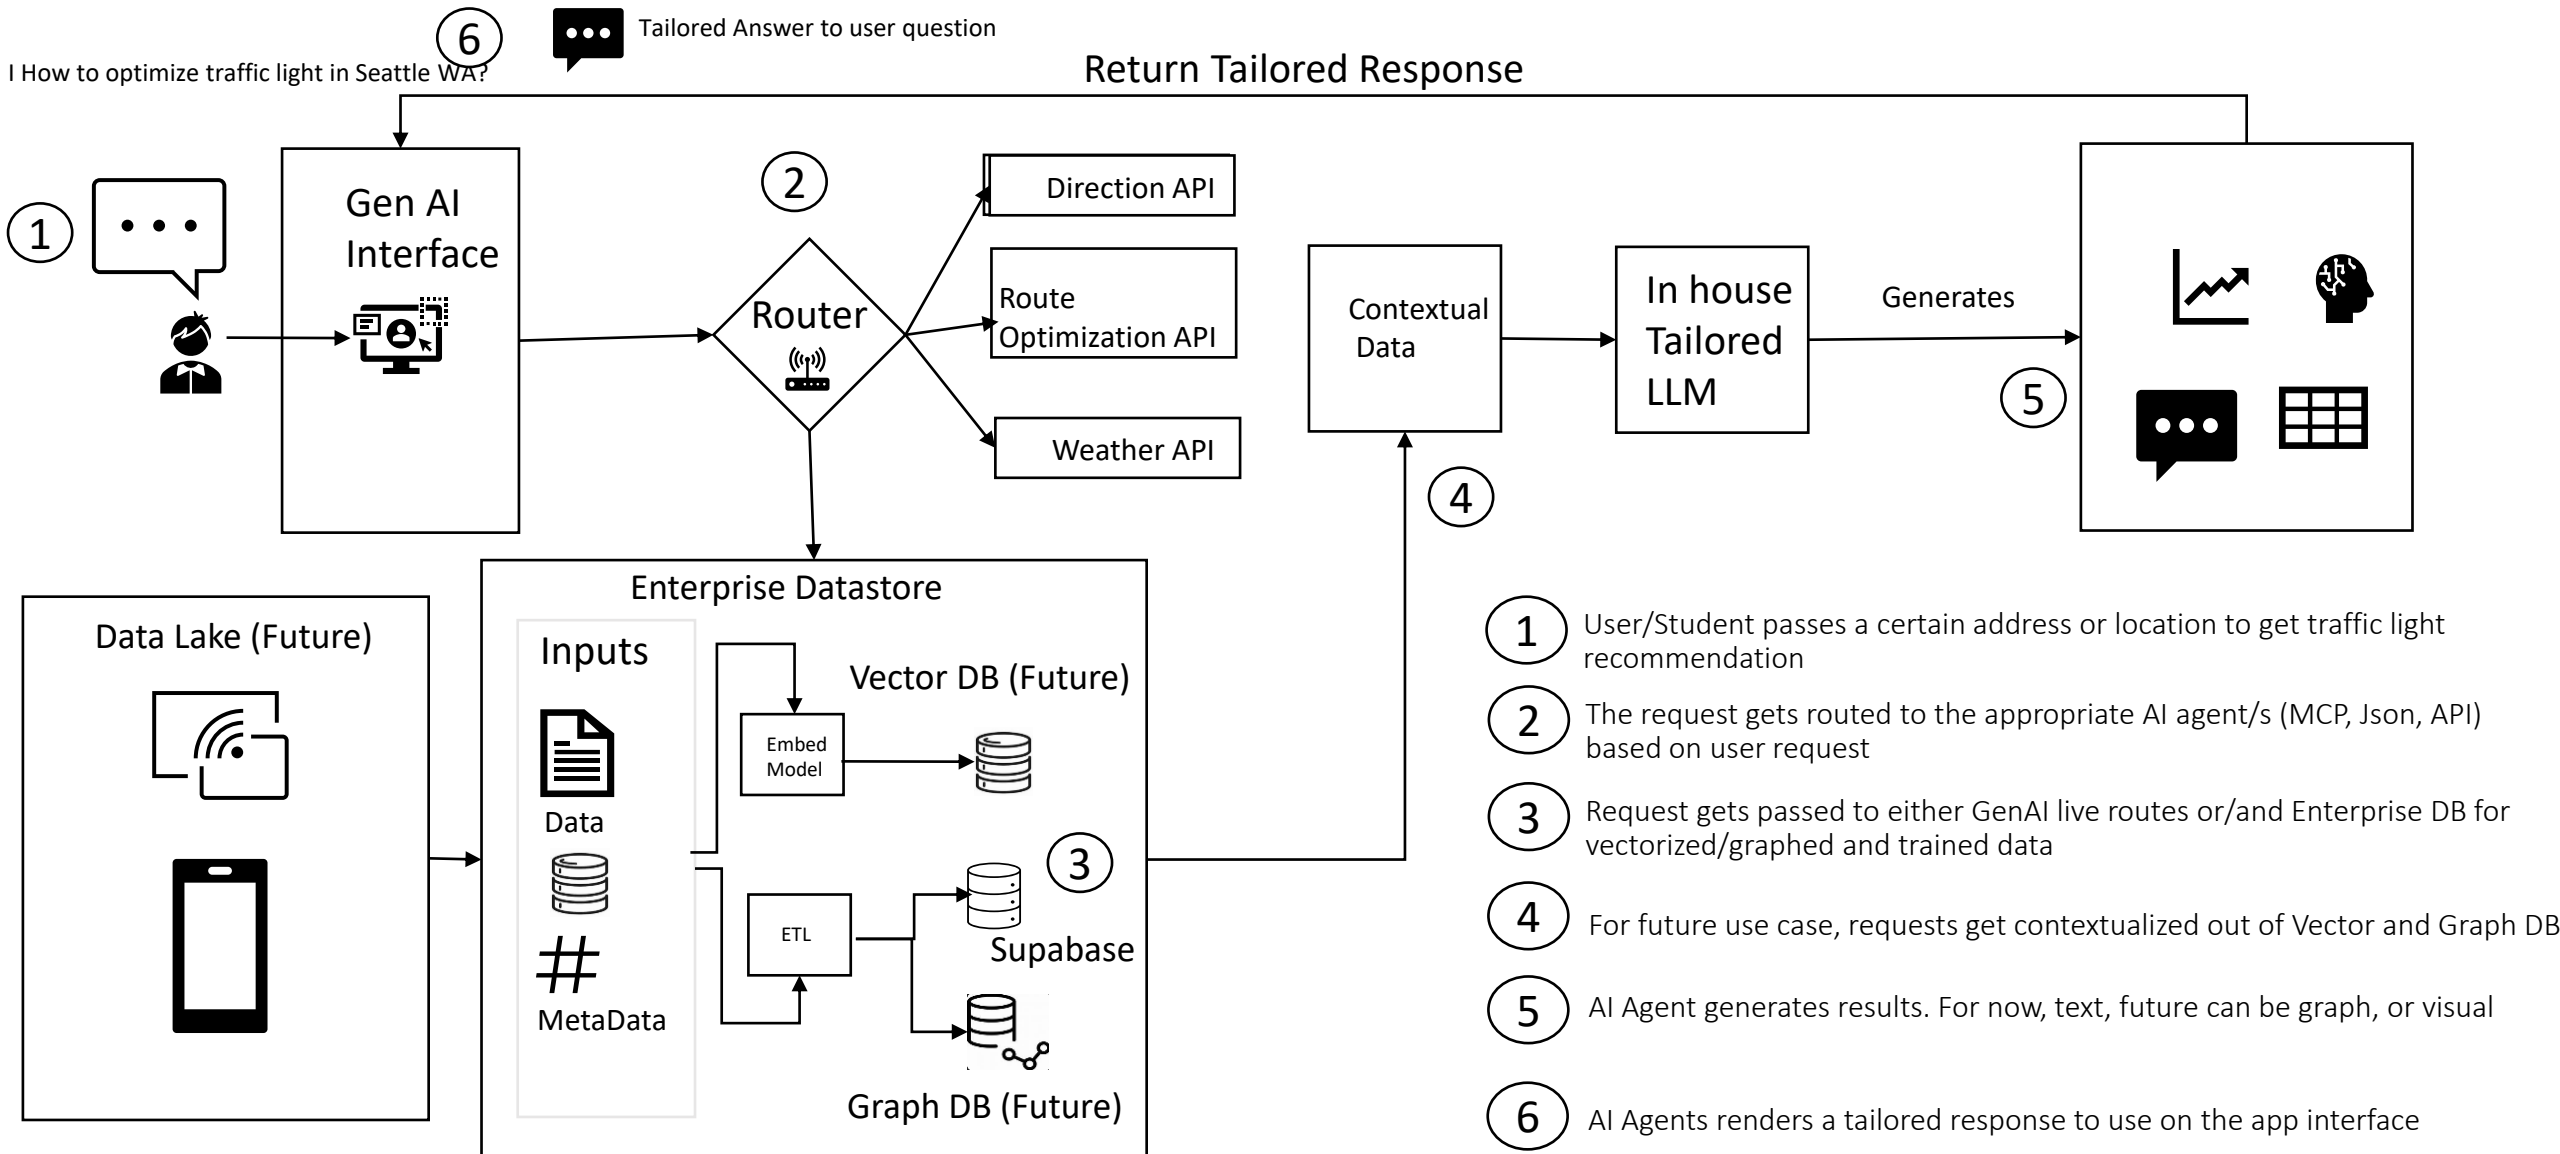 6
Tailored Answer to user question
I How to optimize traffic light in Seattle WA?
Return Tailored Response
1
Gen AI
Interface
2
Router
Direction API
Route
Optimization API
Weather API
Contextual
Data
4
In house
Tailored
LLM
Generates
5
Data Lake (Future)
Enterprise Datastore
Inputs
Data
#
MetaData
Embed
Model
Vector DB (Future)
ETL
3
Supabase
Graph DB (Future)
1
User/Student passes a certain address or location to get traffic light
recommendation
2
The request gets routed to the appropriate AI agent/s (MCP, Json, API)
based on user request
3
Request gets passed to either GenAI live routes or/and Enterprise DB for
vectorized/graphed and trained data
4
For future use case, requests get contextualized out of Vector and Graph DB
5
AI Agent generates results. For now, text, future can be graph, or visual
6
AI Agents renders a tailored response to use on the app interface